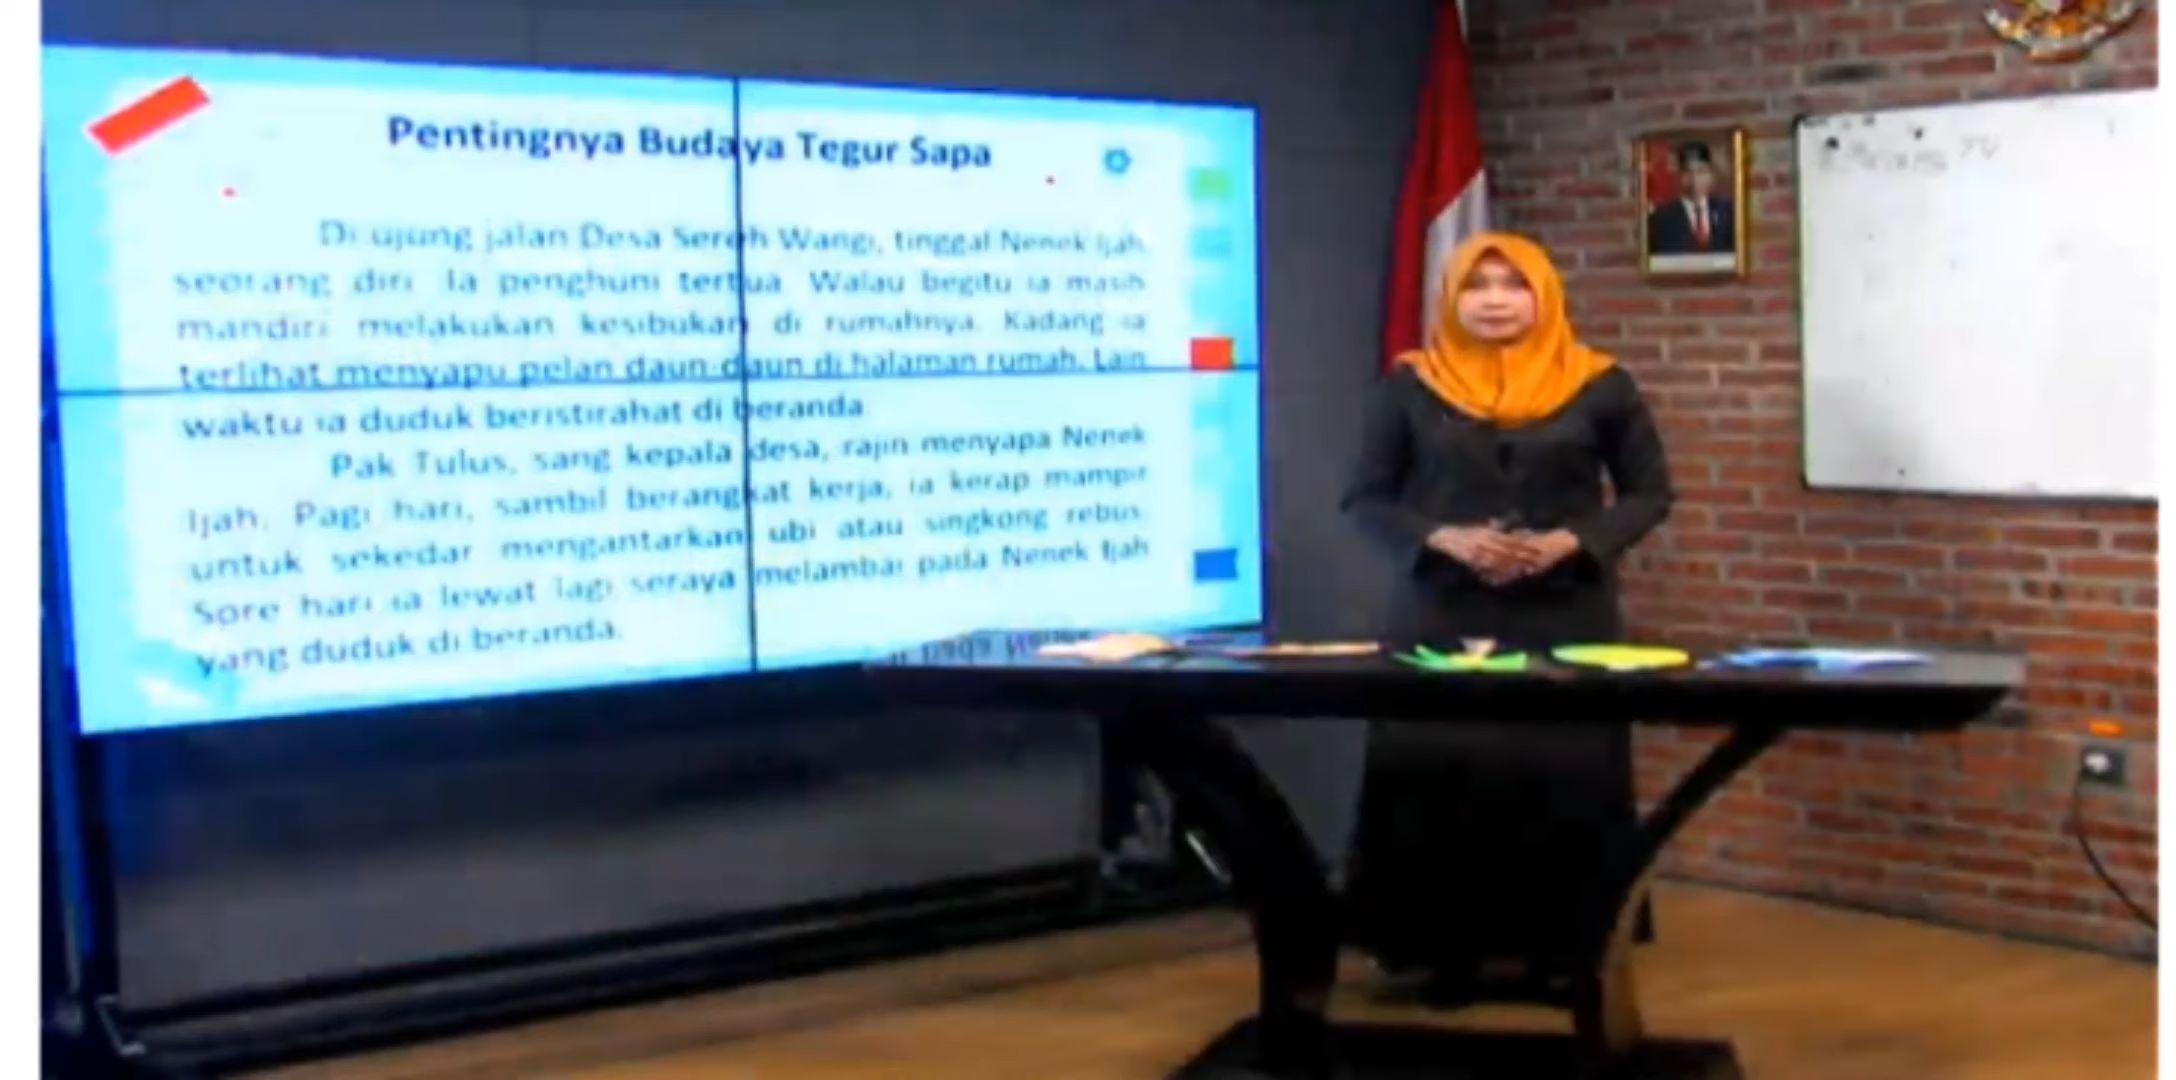 Pentingnya Budaya Tegur Sapa
Di ujung jalan Desa Sereh Wangi, tinggal Nenek Ijah
seorang diri. Ia penghuni tertua. Walau begitu ia masih
mandiri melakukan kesibukan di rumahnya. Kadang ia
terlihat menyapu pelan daun-daun di halaman rumah. Lain
waktu ia duduk beristirahat di beranda.
Pak Tulus, sang kepala desa, rajin menyapa Nenek
Ijah. Pagi hari, sambil berangkat kerja, ia kerap mampir
untuk sekedar mengantarkan ubi atau singkong rebus.
Sore hari ia lewat lagi seraya melambai pada Nenek Ijah
yang duduk di beranda.